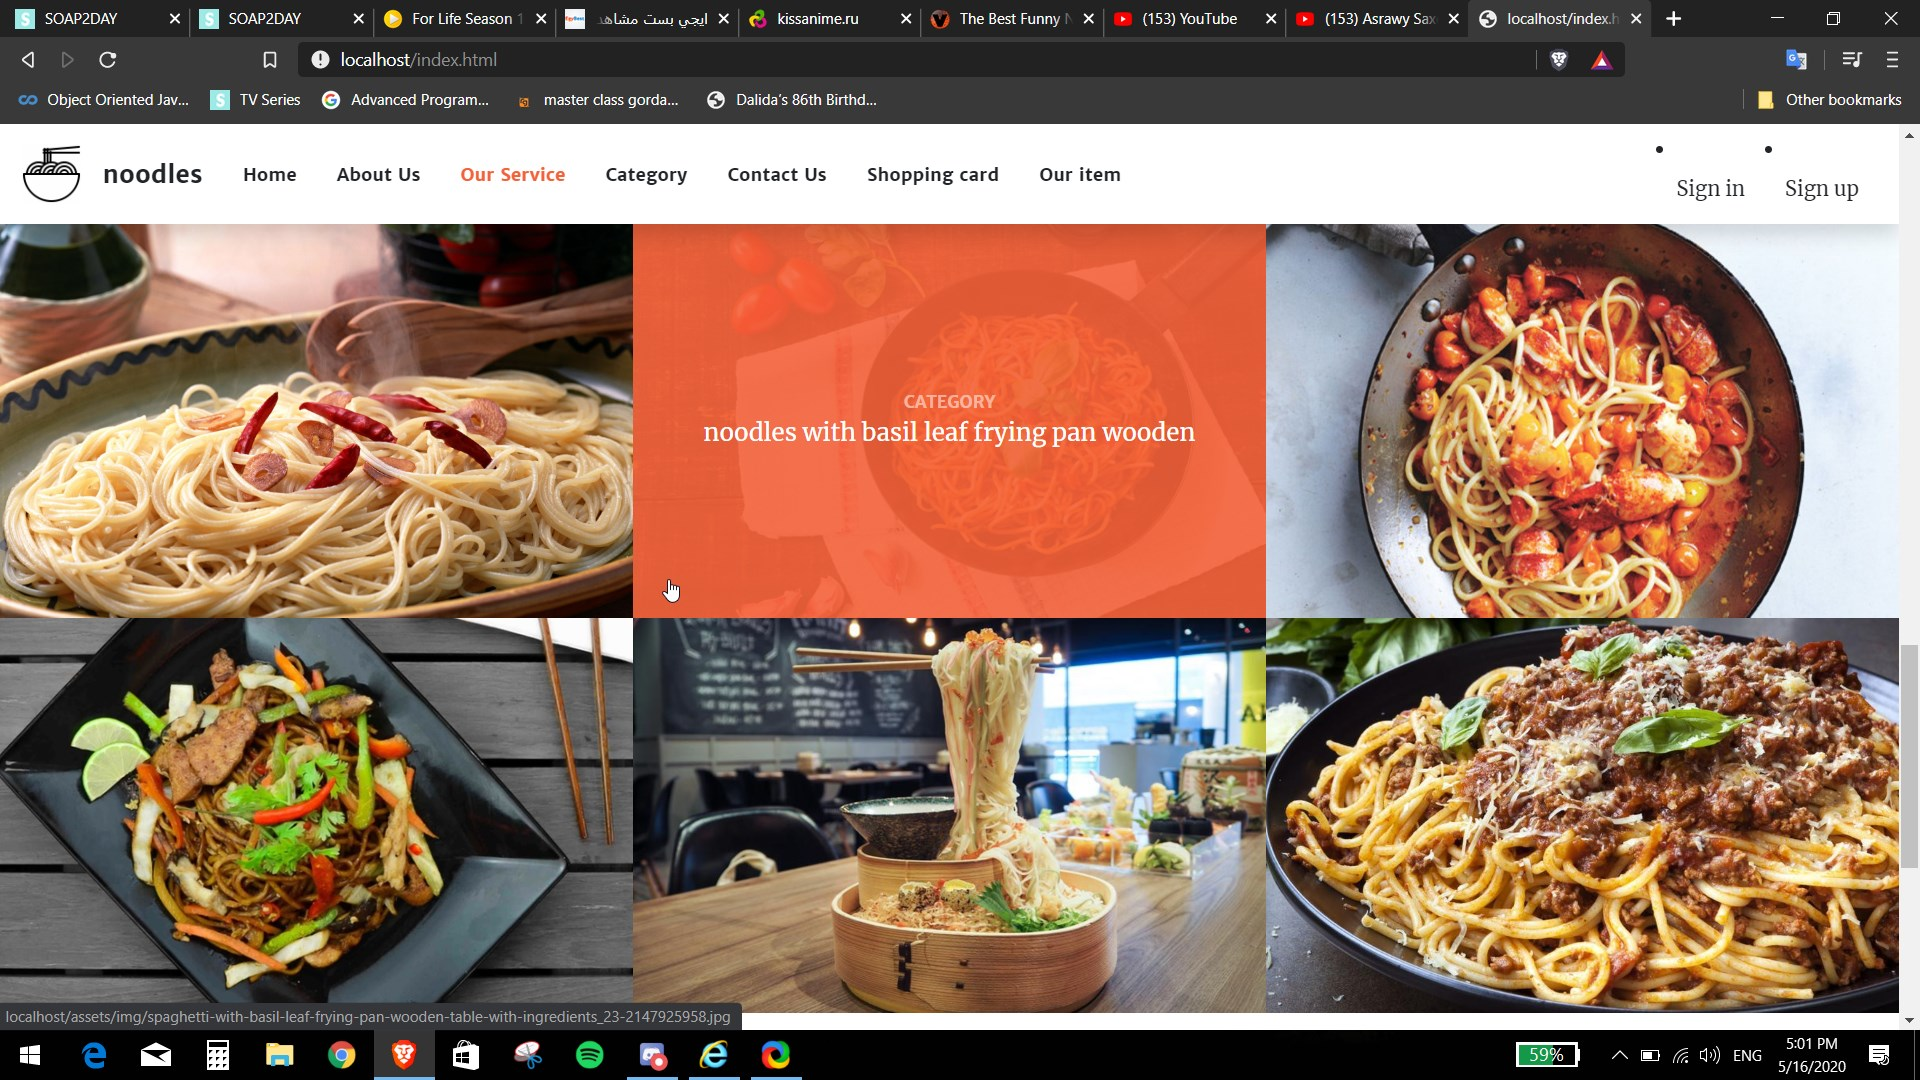 SOAP2DAY
SOAP2DAY
For Life Season 1
ايجي بست مشاهد
kissanime.ru
The Best Funny N
(153) YouTube
(153) Asrawy Sax
localhost/index.h
localhost/index.html
Object Oriented Jav...
TV Series
Advanced Program...
master class gorda...
Dalida's 86th Birthd...
Other bookmarks
noodles
Home
About Us
Our Service
Category
Contact Us
Shopping card
Our item
Sign in
Sign up
CATEGORY
noodles with basil leaf frying pan wooden
localhost/assets/img/spaghetti-with-basil-leaf-frying-pan-wooden-table-with-ingredients_23-2147925958.jpg
59%
ENG
5:01 PM
5/16/2020